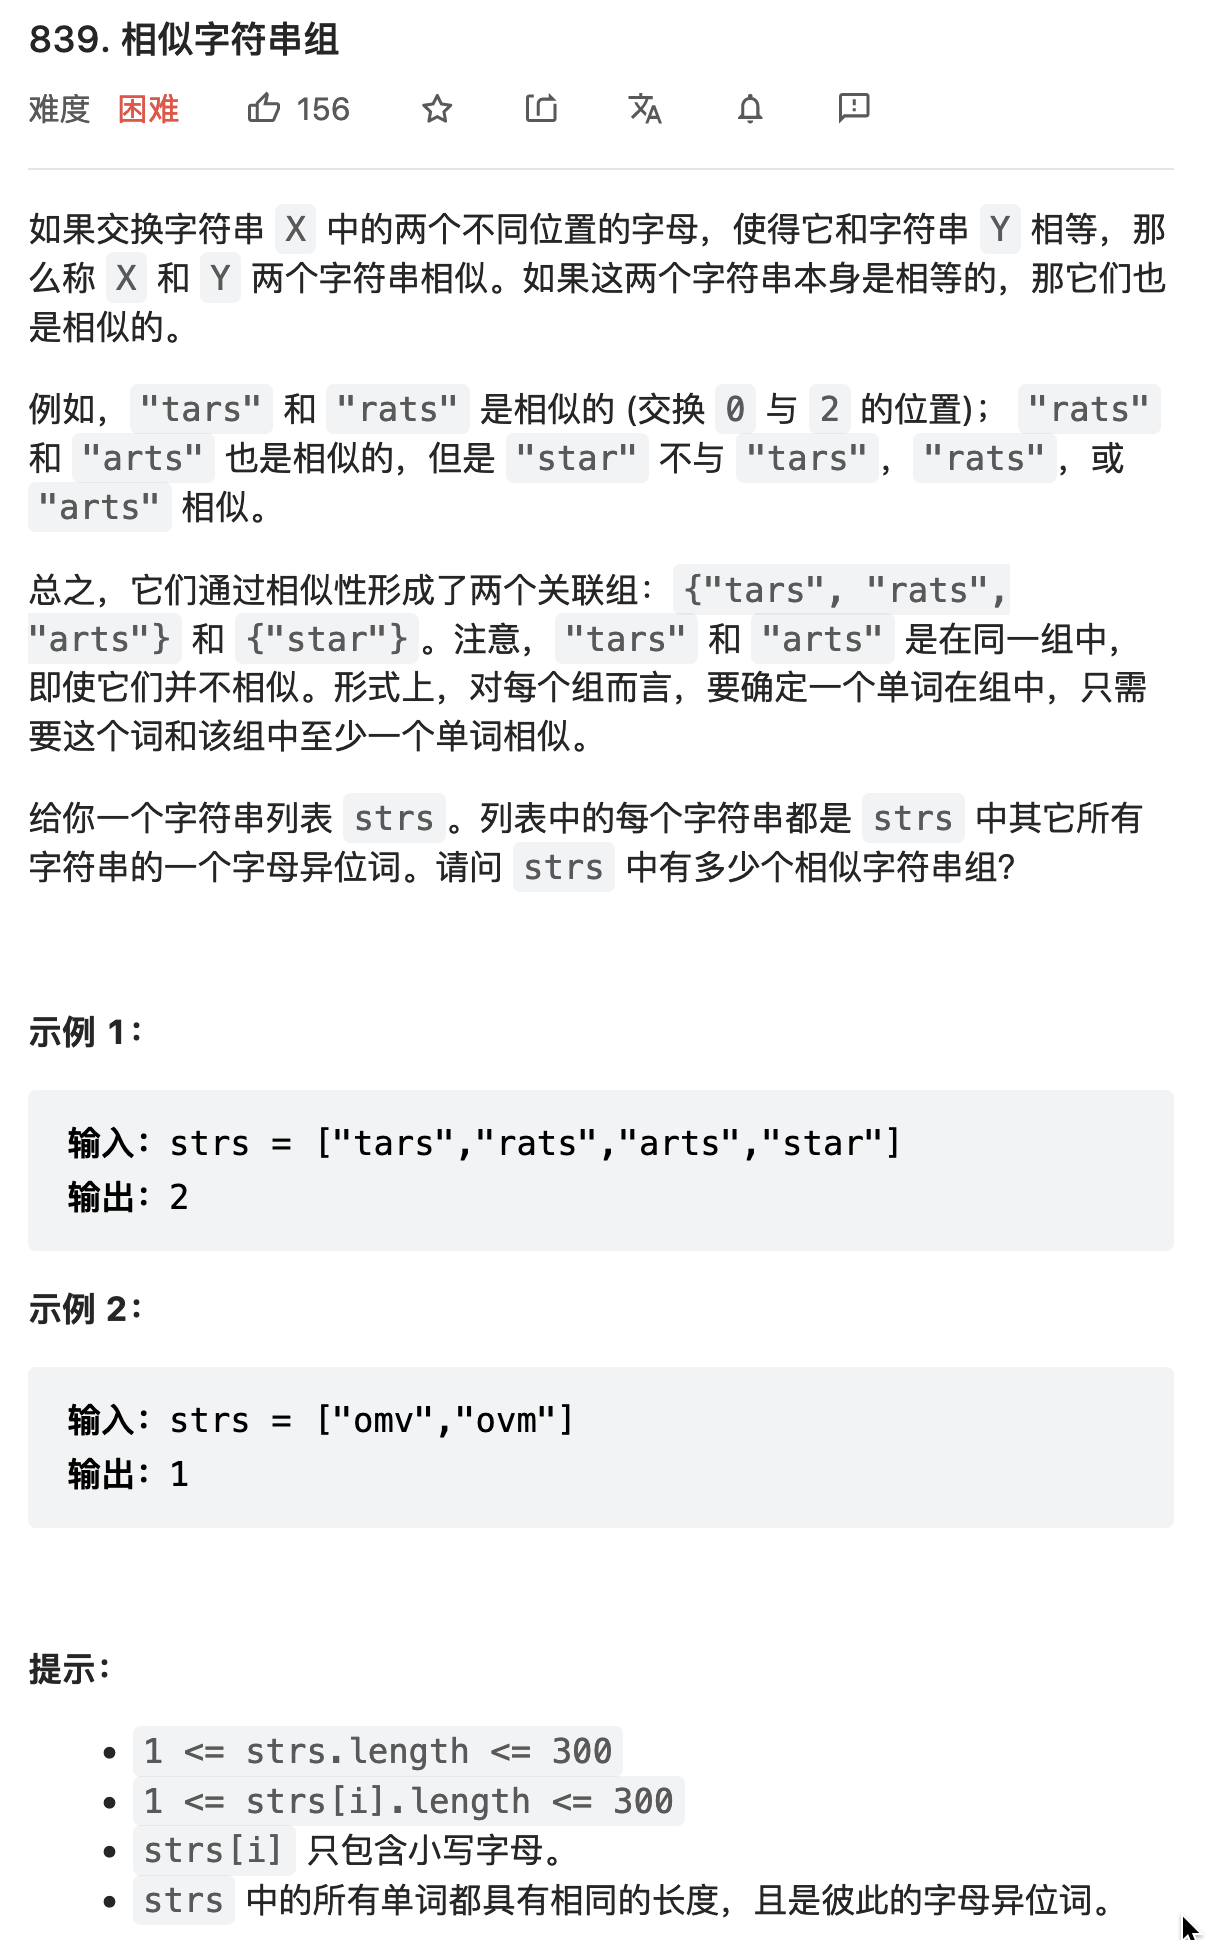 839. 相似字符串组
难度 困难 156
如果交换字符串 X 中的两个不同位置的字母，使得它和字符串 Y 相等，那
么称 X 和 Y 两个字符串相似。如果这两个字符串本身是相等的，那它们也
是相似的。
例如，"tars" 和 "rats" 是相似的 (交换 0 与 2 的位置)； "rats"
和 "arts" 也是相似的，但是 "star" 不与 "tars"，"rats"，或
"arts" 相似。
总之，它们通过相似性形成了两个关联组：{"tars", "rats",
"arts"} 和 {"star"}。注意，"tars" 和 "arts" 是在同一组中，
即使它们并不相似。形式上，对每个组而言，要确定一个单词在组中，只需
要这个词和该组中至少一个单词相似。
给你一个字符串列表 strs。列表中的每个字符串都是 strs 中其它所有
字符串的一个字母异位词。请问 strs 中有多少个相似字符串组？
示例 1：
输入：strs = ["tars","rats","arts","star"]
输出：2
示例 2：
输入：strs = ["omv","ovm"]
输出：1
提示：
1 <= strs.length <= 300
1 <= strs[i].length <= 300
strs[i] 只包含小写字母。
strs 中的所有单词都具有相同的长度，且是彼此的字母异位词。